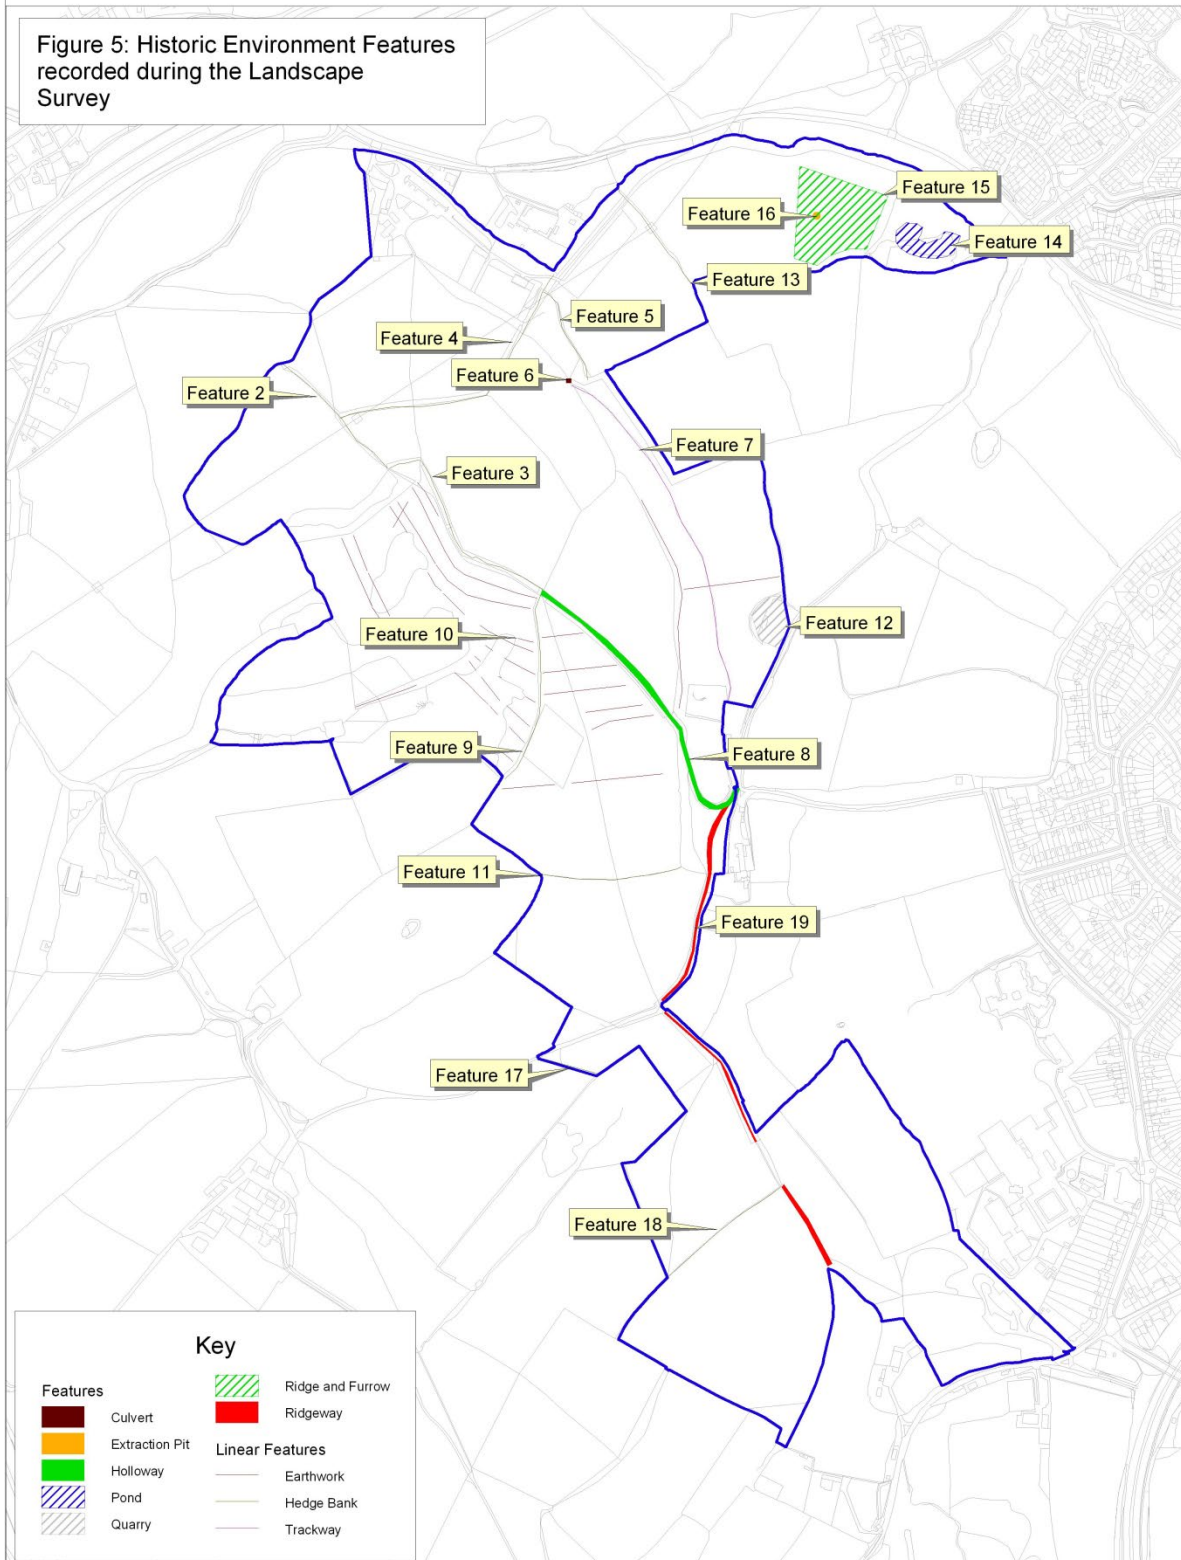 Figure 5: Historic Environment Features
recorded during the Landscape
Survey
Feature 15
Feature 16
Feature 14
Feature 13
Feature 5
Feature 4
Feature 6
Feature 2
Feature 7
Feature 3
Feature 12
Feature 10
Feature 9
Feature 8
Feature 11
Feature 19
Feature 17
Feature 18
Key
Features
Culvert
Extraction Pit
Holloway
Pond
Quarry
Ridge and Furrow
Ridgeway
Linear Features
Earthwork
Hedge Bank
Trackway